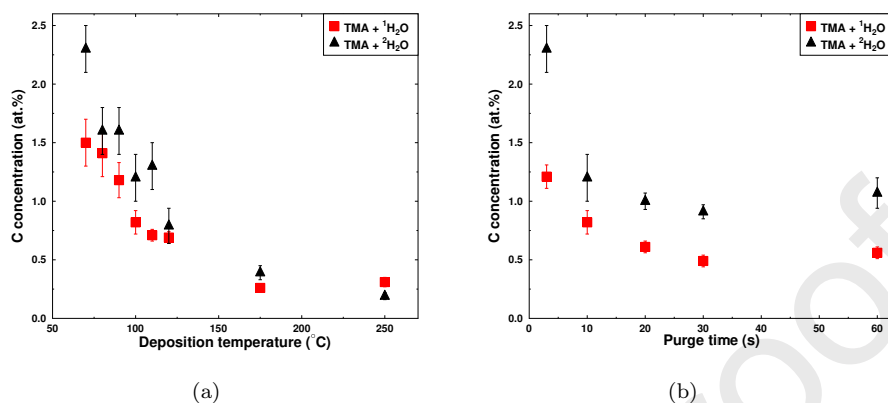 2.5
2.0
1.5
1.0
0.5
0.0
C concentration (at.%)
TMA + ¹H₂O
TMA + ²H₂O
50 100 150 200 250
Deposition temperature (°C)
(a)
2.5
2.0
1.5
1.0
0.5
0.0
C concentration (at.%)
TMA + ¹H₂O
TMA + ²H₂O
0 10 20 30 40 50 60
Purge time (s)
(b)